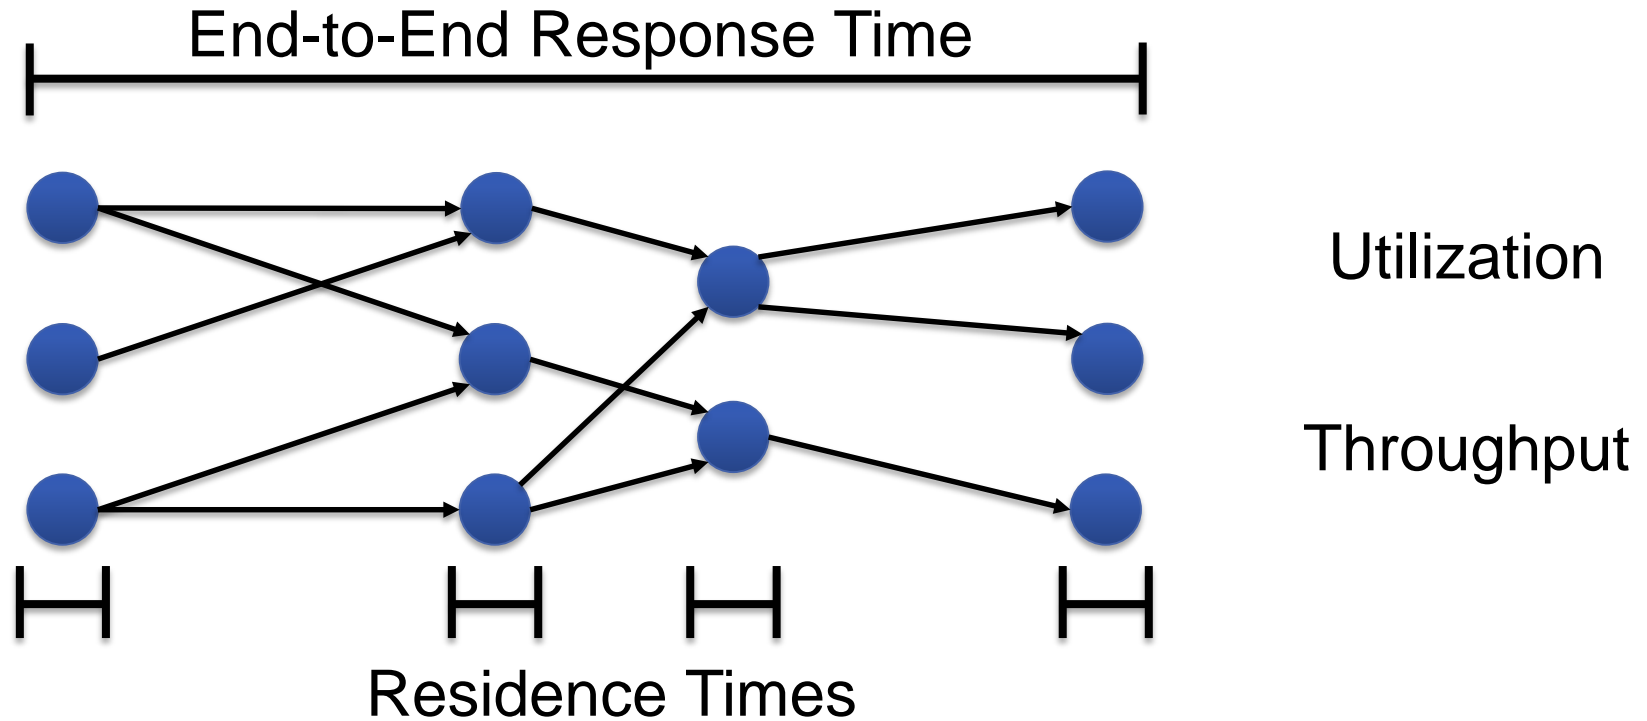 End-to-End Response Time
Utilization
Throughput
Residence Times